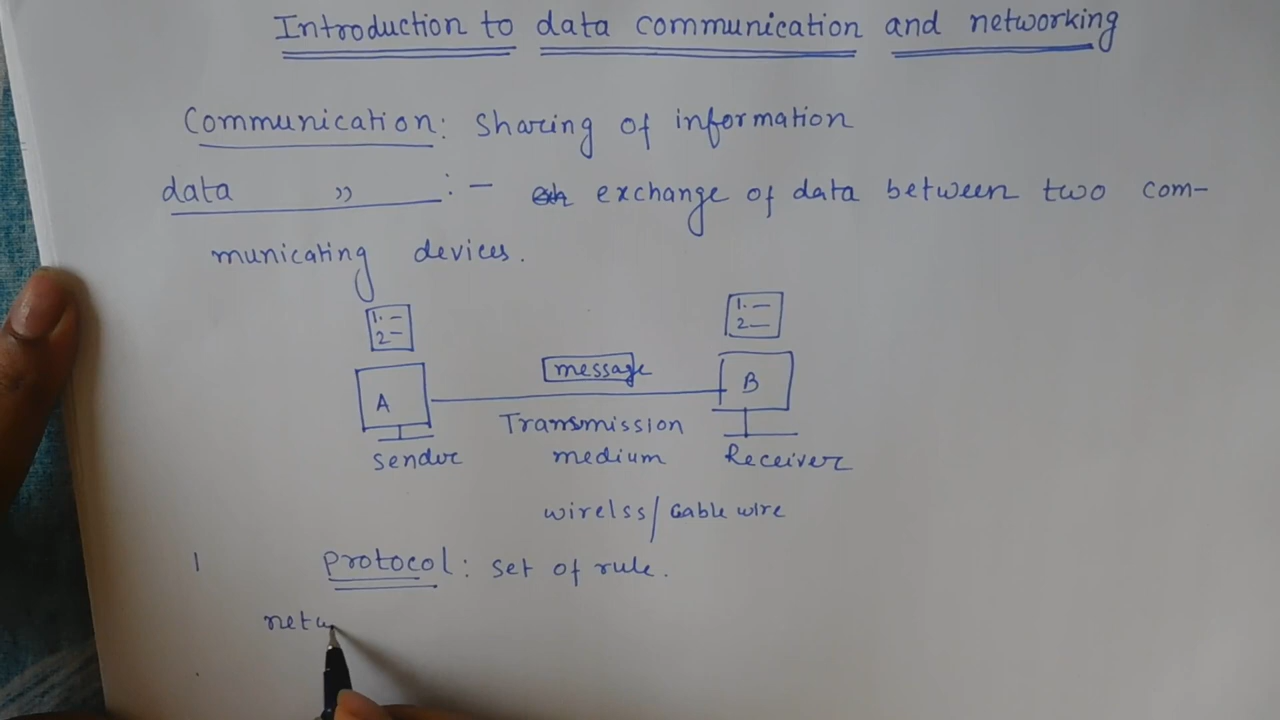 Introduction to data communication and networking
Communication: Sharing of information
data " :- exchange of data between two com-
municating devices.
1. —
2 —
1. —
2 —
message
A
B
Transmission
medium
Sender
Receiver
wirelss / Cable wire
Protocol: set of rule.
netw